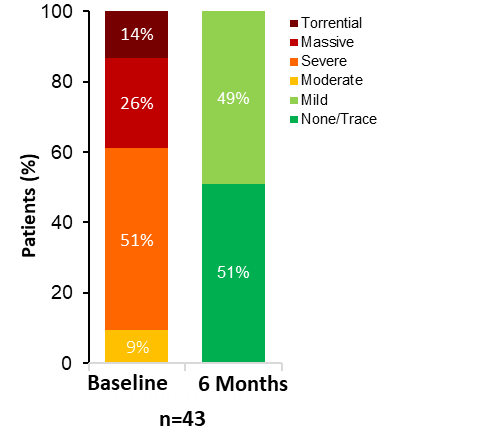 100
80
60
40
20
0
Patients (%)
14%
26%
51%
9%
49%
51%
Baseline
6 Months
n=43
Torrential
Massive
Severe
Moderate
Mild
None/Trace